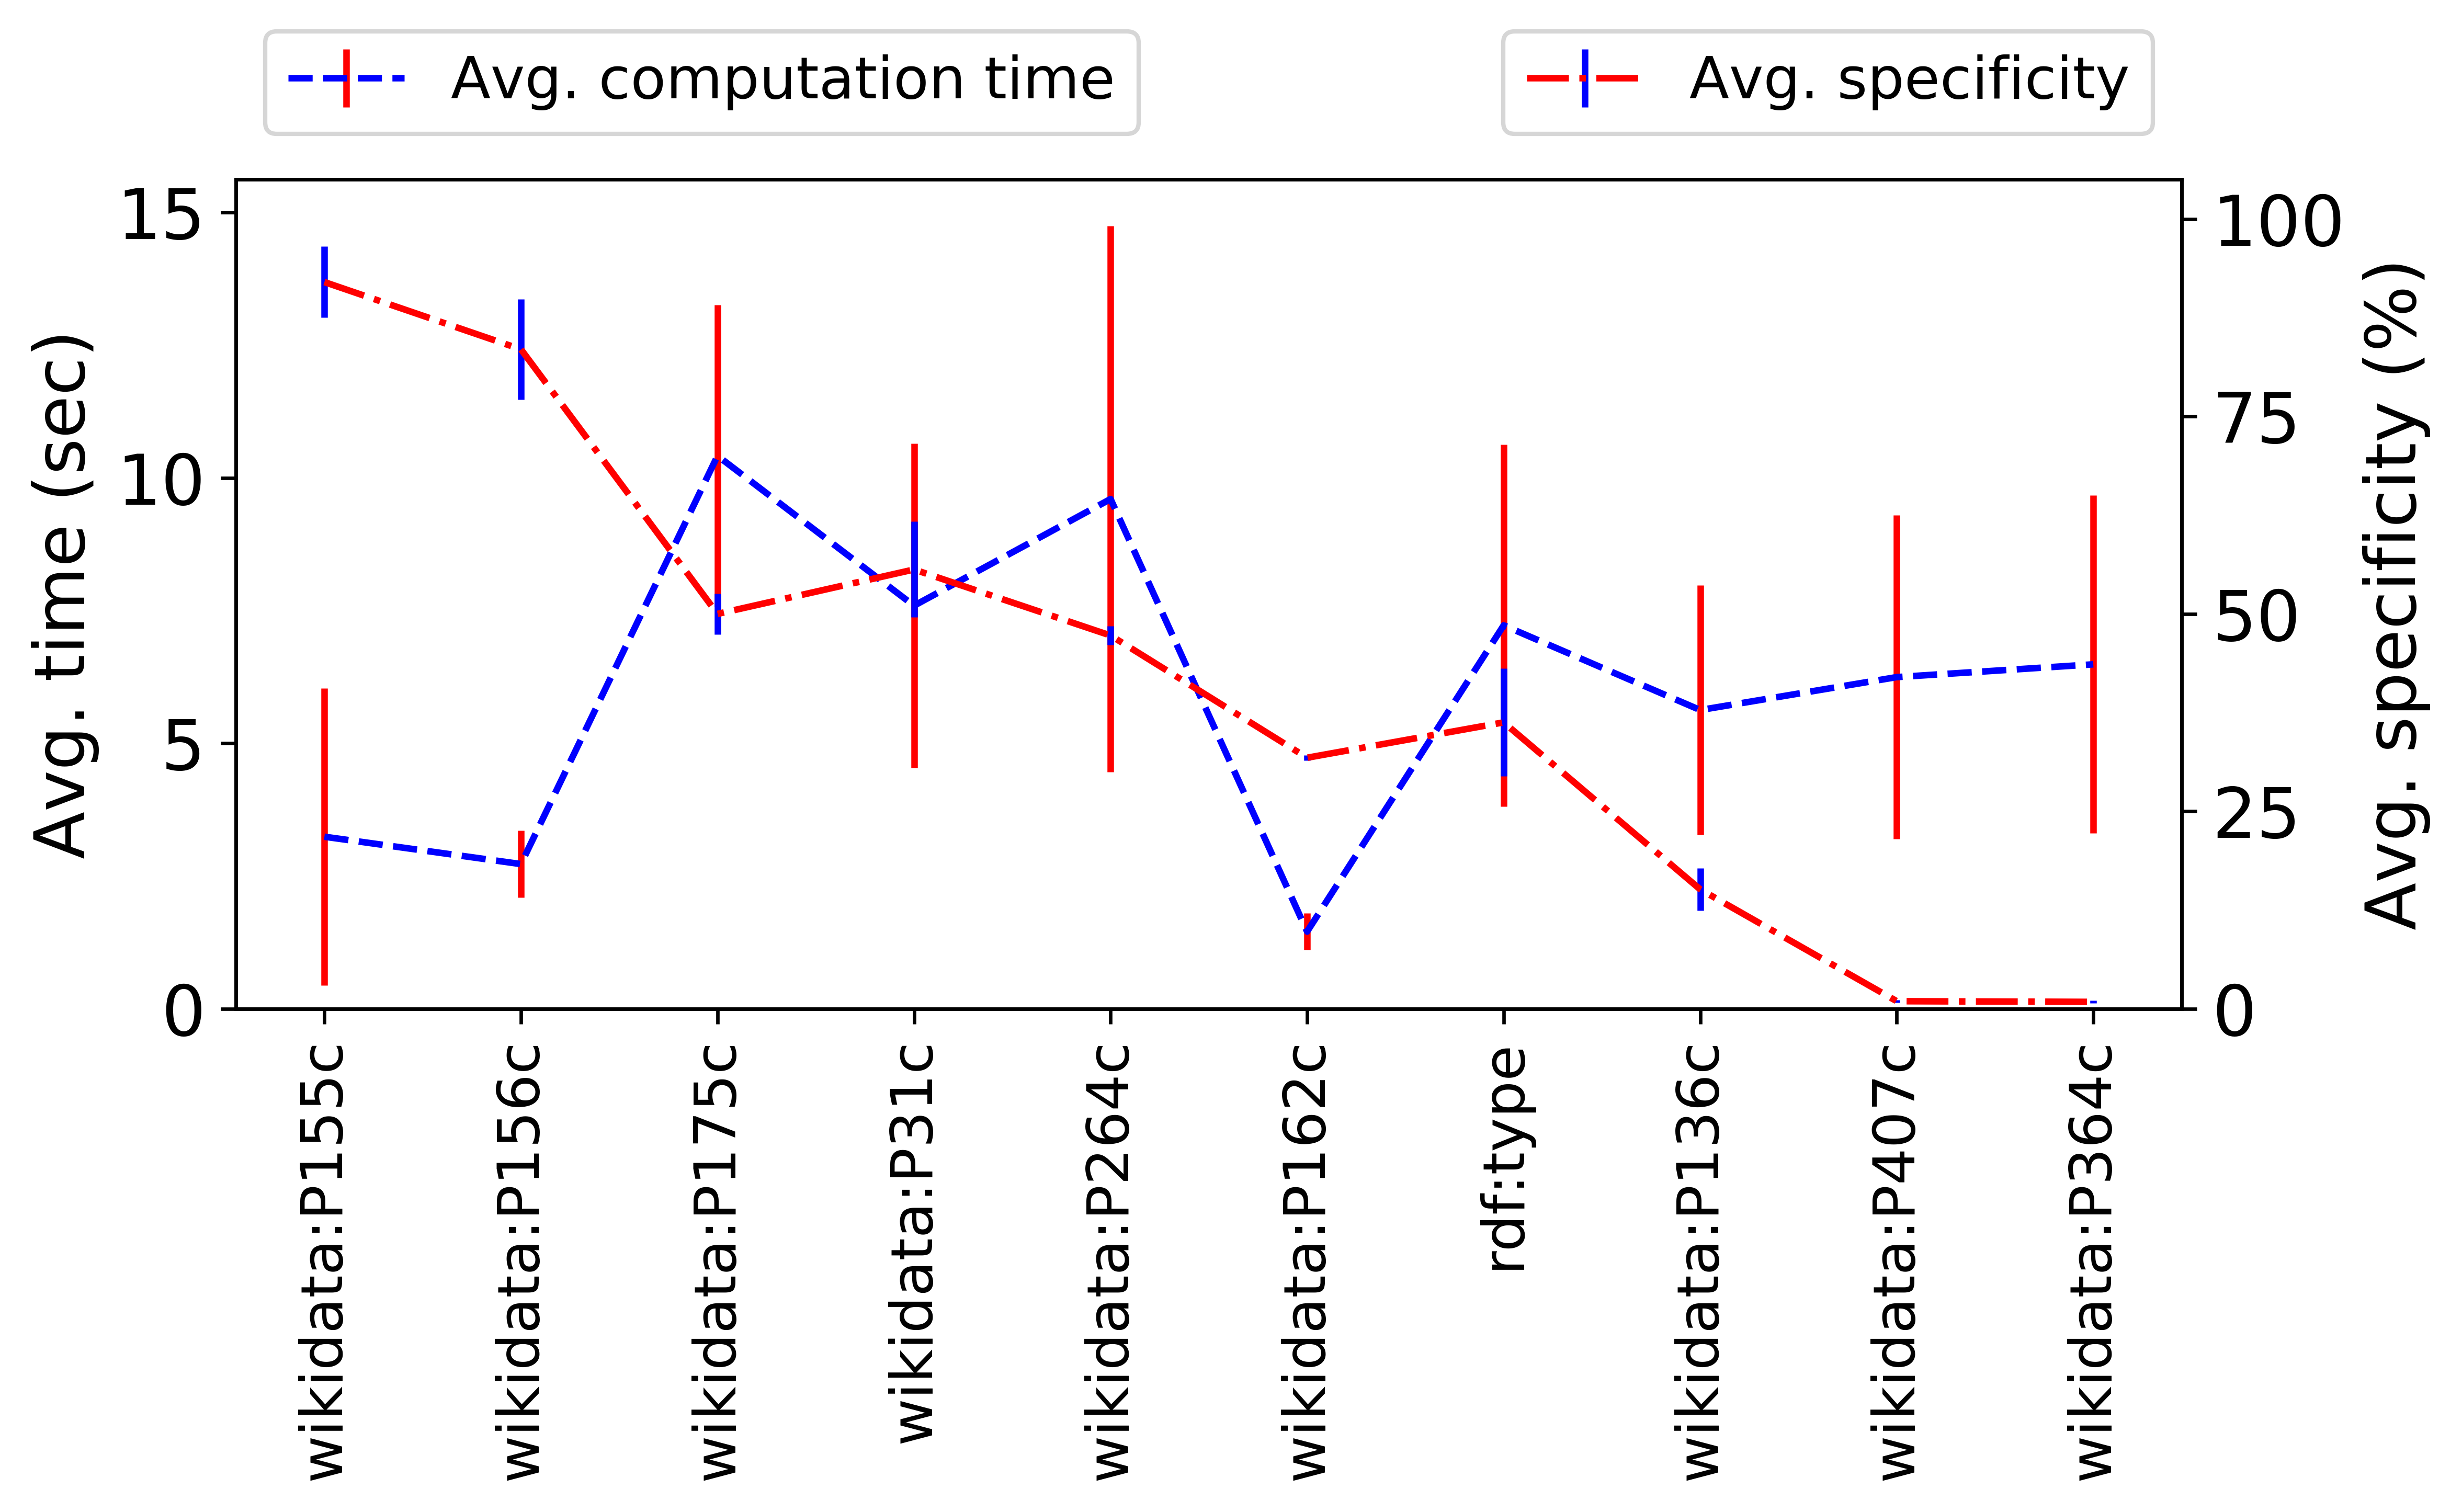 Avg. computation time
Avg. specificity
Avg. time (sec)
15
10
5
0
100
75
50
25
0
Avg. specificity (%)
wikidata:P155c
wikidata:P156c
wikidata:P175c
wikidata:P31c
wikidata:P264c
wikidata:P162c
rdf:type
wikidata:P136c
wikidata:P407c
wikidata:P364c